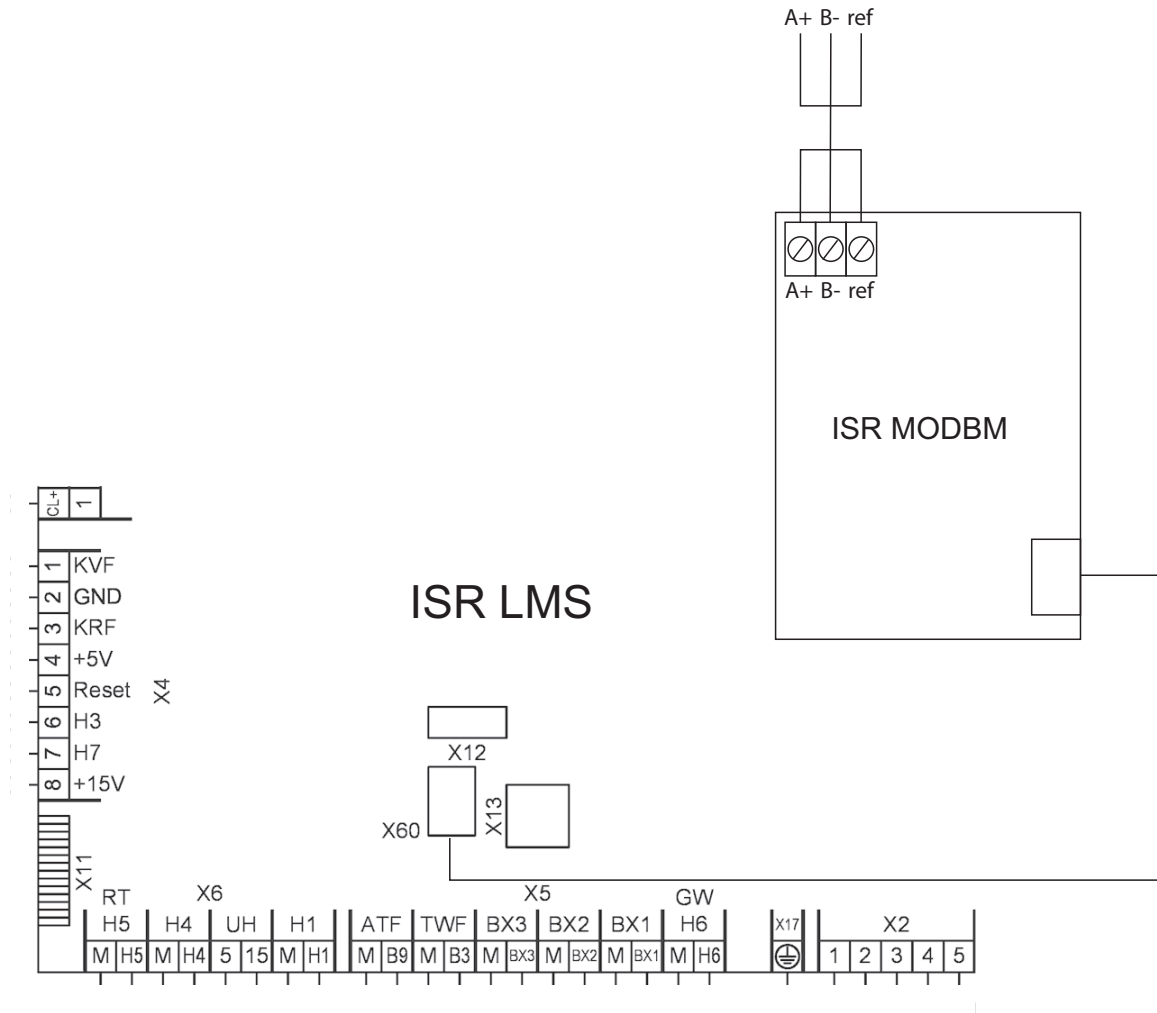 A+ B- ref
A+ B- ref
ISR MODBM
CL+ 1
ISR LMS
1 KVF
2 GND
3 KRF
4 +5V
5 Reset
6 H3
7 H7
8 +15V
X4
X12
X60
X13
X11
RT X6 X5 GW
H5 H4 UH H1 ATF TWF BX3 BX2 BX1 H6 X17 X2
M H5 M H4 5 15 M H1 M B9 M B3 M BX3 M BX2 M BX1 M H6 1 2 3 4 5